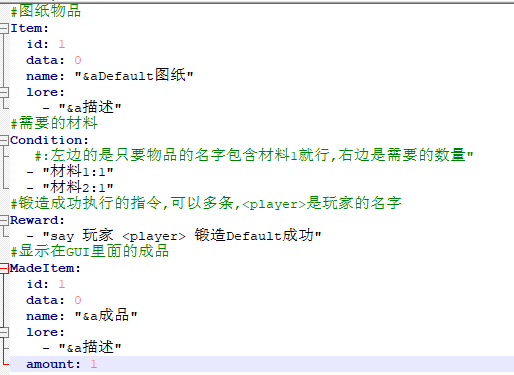 #图纸物品
Item:
  id: 1
  data: 0
  name: "&aDefault图纸"
  lore:
    - "&a描述"
#需要的材料
Condition:
   #:左边的是只要物品的名字包含材料1就行,右边是需要的数量"
  - "材料1:1"
  - "材料2:1"
#锻造成功执行的指令,可以多条,<player>是玩家的名字
Reward:
  - "say 玩家 <player> 锻造Default成功"
#显示在GUI里面的成品
MadeItem:
  id: 1
  data: 0
  name: "&a成品"
  lore:
    - "&a描述"
  amount: 1